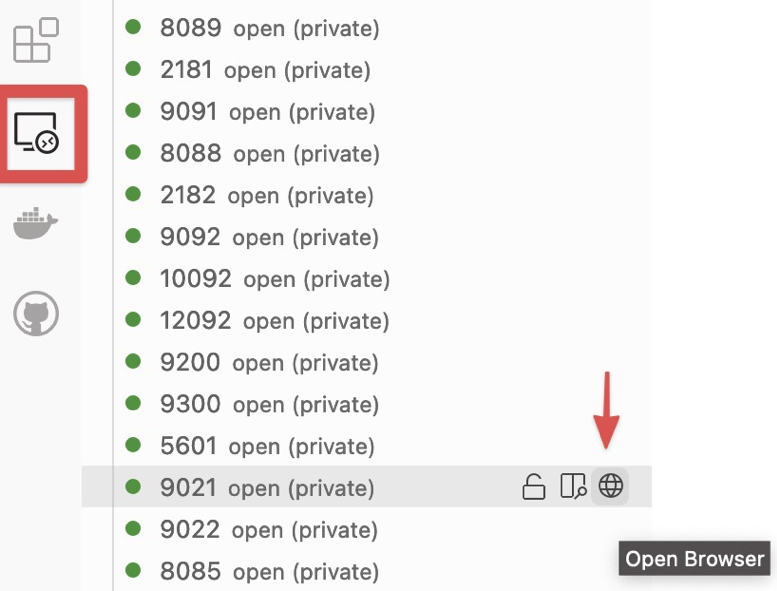 8089 open (private)
2181 open (private)
9091 open (private)
8088 open (private)
2182 open (private)
9092 open (private)
10092 open (private)
12092 open (private)
9200 open (private)
9300 open (private)
5601 open (private)
9021 open (private)
9022 open (private)
Open Browser
8085 open (private)